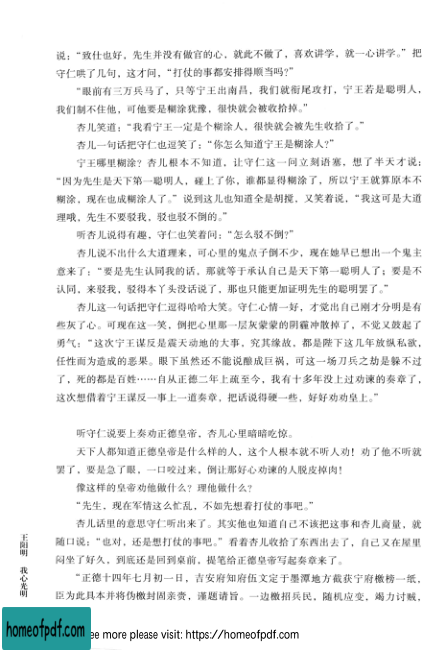 说；“致仕也好，先生并没有做官的心，就此不做了，喜欢讲学，就一心讲学。”把
守仁哄了几句，这才问，“打仗的事都安排得顺当吗？”
“眼前有三万兵马了，只等宁王出南昌，我们就衔尾攻打，宁王若是聪明人，
我们制不住他，可他要是糊涂犹豫，很快就会被收拾掉。”
杏儿笑道：“我看宁王一定是个糊涂人，很快就会被先生收拾了。”
杏儿一句话把守仁也逗笑了：“你怎么知道宁王是糊涂人？”
宁王哪里糊涂？杏儿根本不知道，让守仁这一问立刻语塞，想了半天才说；
“因为先生是天下第一聪明人，碰上了你，谁都显得糊涂了，所以宁王就算原本不
糊涂，现在也成糊涂人了。”说到这儿也知道全是胡搅，又笑着说，“我这可是大道
理哦，先生不要驳我，驳也驳不倒的。”
听杏儿说得有趣，守仁也笑着问：“怎么驳不倒？”
杏儿说不出什么大道理来，可心里的鬼点子倒不少，现在她早已想出一个鬼主
意来了；“要是先生认同我的话，那就等于承认自己是天下第一聪明人了；要是不
认同，来驳我，驳得本丫头没话说了，那也只能更加证明先生的聪明罢了。”
杏儿这一句话把守仁逗得哈哈大笑。守仁心情一好，才觉出自己刚才分明是有
些灰了心。可现在这一笑，倒把心里那一层灰蒙蒙的阴霾冲散掉了，不觉又鼓起了
勇气；“这次宁王谋反是震天动地的大事，究其缘故，都是陛下这几年放纵私欲，
任性而为造成的恶果。眼下虽然还不能说酿成巨祸，可这一场刀兵之劫是躲不过
了，死的都是百姓……自从正德二年上疏至今，我有十多年没上过劝谏的奏章了，
这次想借着宁王谋反一事上一道奏章，把话说得硬一些，好好劝劝皇上。”
听守仁说要上奏劝正德皇帝，杏儿心里暗暗吃惊。
天下人都知道正德皇帝是什么样的人，这个人根本就不听人劝！劝了他不听就
罢了，要是急了眼，一口咬过来，倒让那好心劝谏的人脱皮掉肉！
像这样的皇帝劝他做什么？理他做什么？
“先生，现在军情这么忙乱，不如先想着打仗的事吧。”
杏儿话里的意思守仁听出来了。其实他也知道自己不该把这事和杏儿商量，就
随口说；“也对，还是想打仗的事吧。”看着杏儿收拾了东西出去了，自己又在屋里
闷坐了好久，到底还是回到桌前，提笔给正德皇帝写起奏章来了。
“正德十四年七月初一日，吉安府知府伍文定于墨潭地方截获宁府檄榜一纸，
臣为此具本并将伪檄封固亲赍，谨题请旨。一边檄招兵民，随机应变，竭力讨贼，
王阳明 我心光明
homeofpdf.com
ee more please visit: https://homeofpdf.com